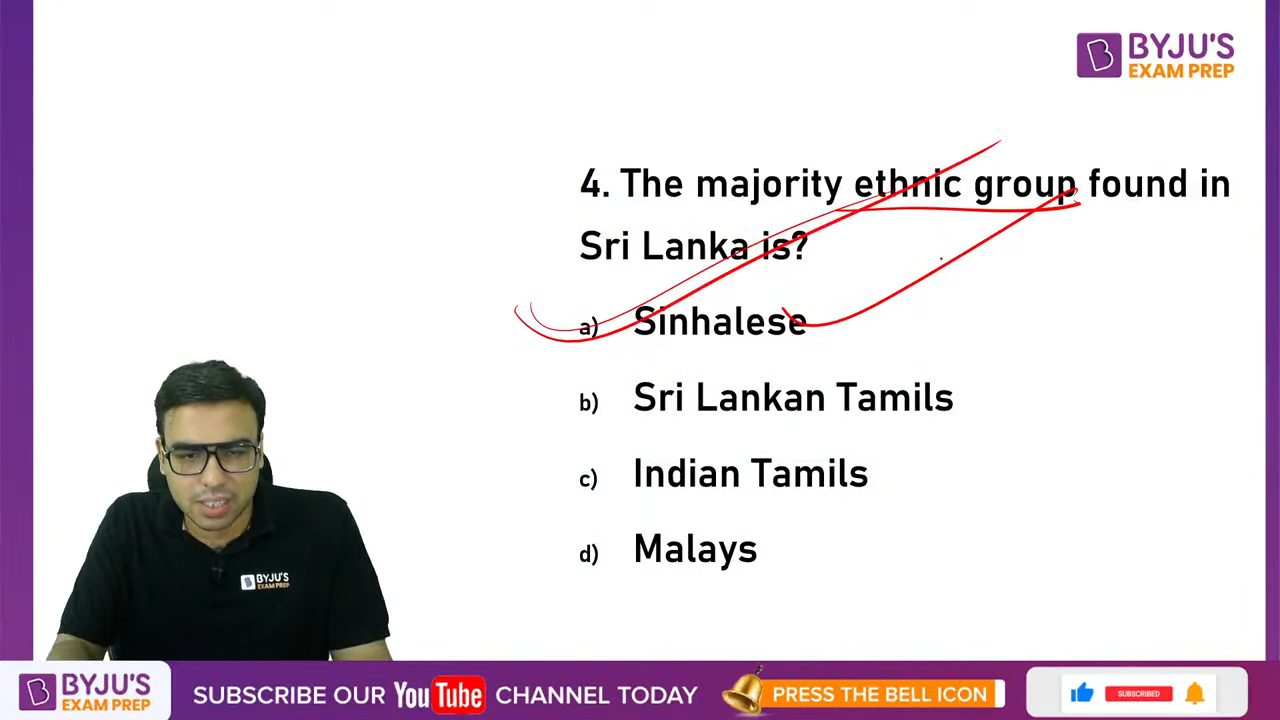 BYJU'S
EXAM PREP
4. The majority ethnic group found in
Sri Lanka is?
a) Sinhalese
b) Sri Lankan Tamils
c) Indian Tamils
d) Malays
BYJU'S
EXAM PREP
BYJU'S
EXAM PREP
SUBSCRIBE OUR YouTube CHANNEL TODAY
PRESS THE BELL ICON
SUBSCRIBED